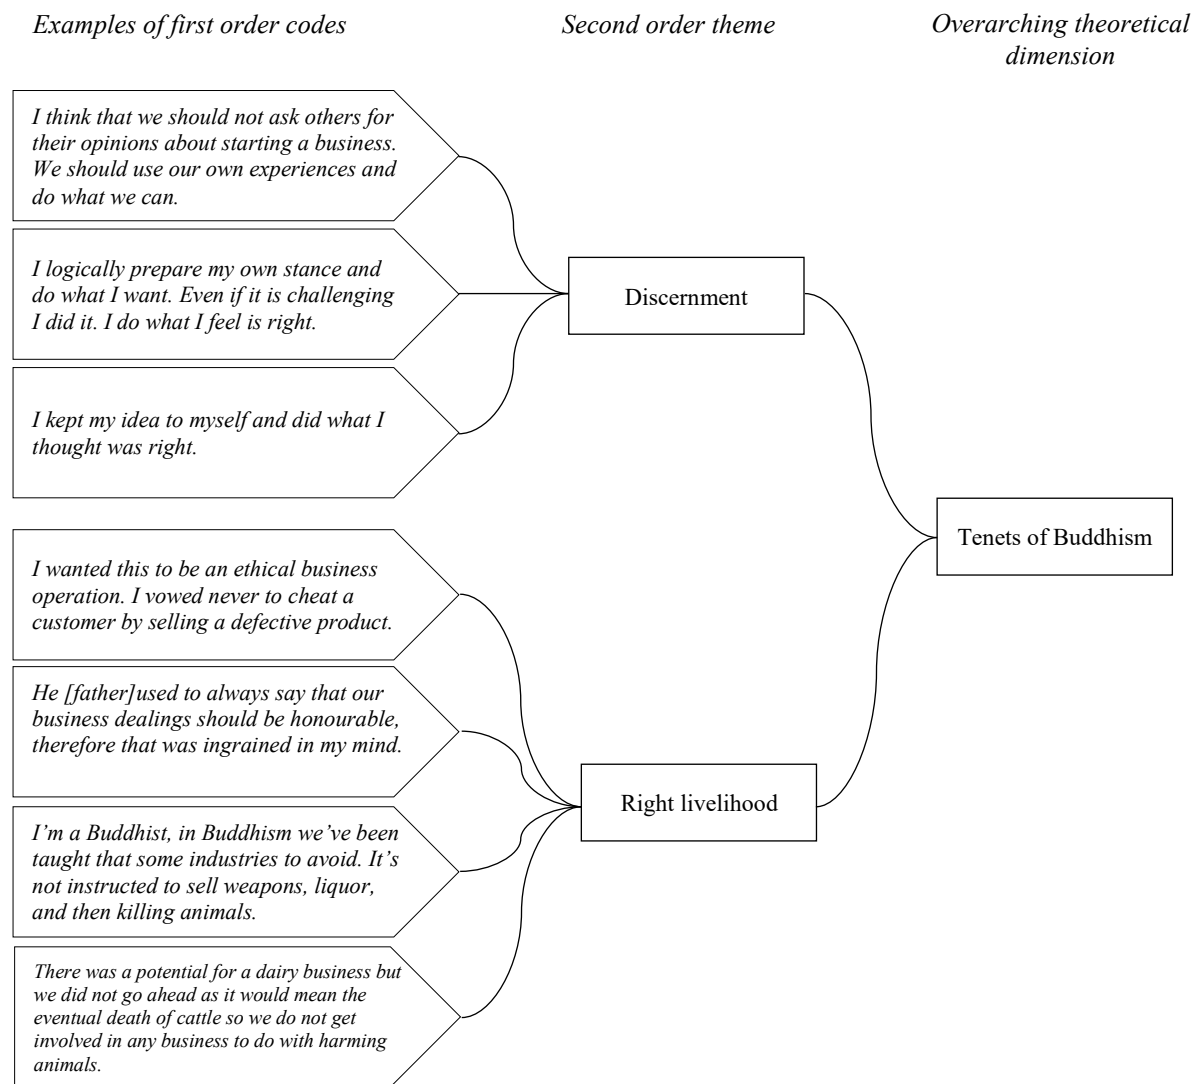 Examples of first order codes
Second order theme
Overarching theoretical
dimension
I think that we should not ask others for
their opinions about starting a business.
We should use our own experiences and
do what we can.
I logically prepare my own stance and
do what I want. Even if it is challenging
I did it. I do what I feel is right.
I kept my idea to myself and did what I
thought was right.
Discernment
I wanted this to be an ethical business
operation. I vowed never to cheat a
customer by selling a defective product.
He [father]used to always say that our
business dealings should be honourable,
therefore that was ingrained in my mind.
I’m a Buddhist, in Buddhism we’ve been
taught that some industries to avoid. It’s
not instructed to sell weapons, liquor,
and then killing animals.
There was a potential for a dairy business but
we did not go ahead as it would mean the
eventual death of cattle so we do not get
involved in any business to do with harming
animals.
Right livelihood
Tenets of Buddhism